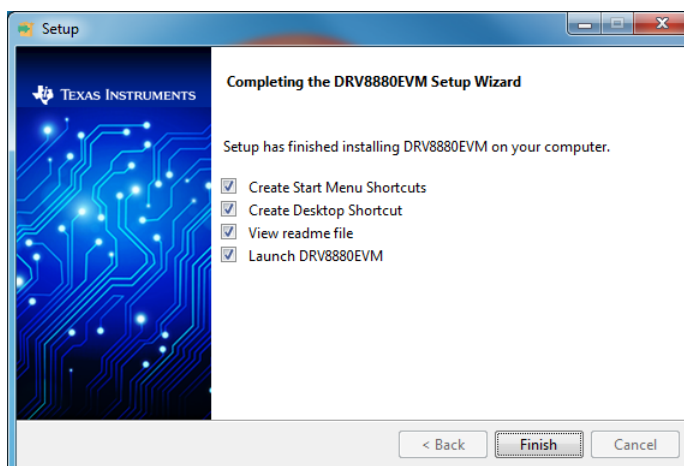 Setup
TEXAS INSTRUMENTS
Completing the DRV8880EVM Setup Wizard
Setup has finished installing DRV8880EVM on your computer.
Create Start Menu Shortcuts
Create Desktop Shortcut
View readme file
Launch DRV8880EVM
< Back Finish Cancel